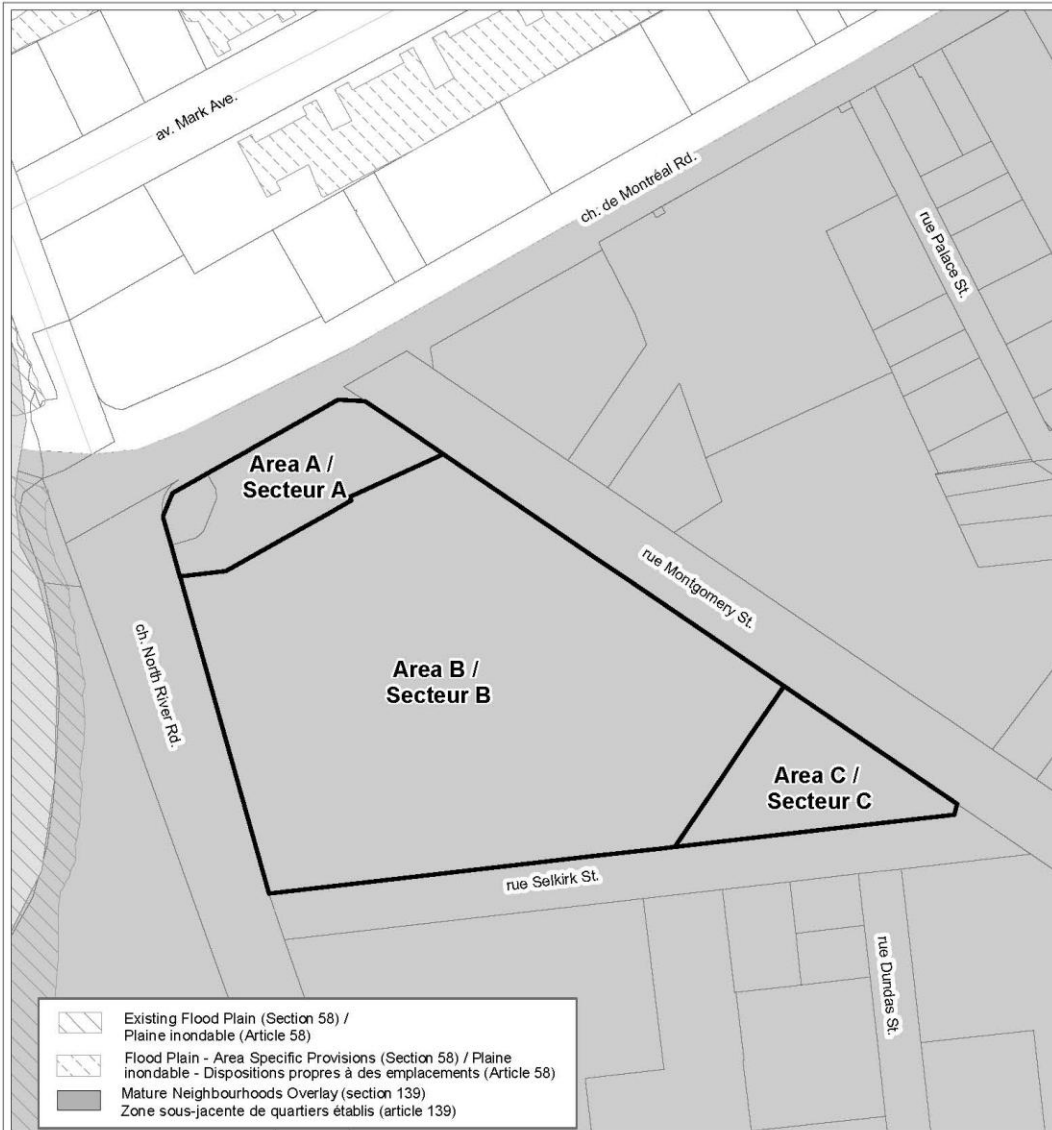 av. Mark Ave.
ch. de Montréal Rd.
rue Palace St.
Area A /
Secteur A
rue Montgomery St.
ch. North River Rd.
Area B /
Secteur B
Area C /
Secteur C
rue Selkirk St.
rue Dundas St.
Existing Flood Plain (Section 58) /
Plaine inondable (Article 58)
Flood Plain - Area Specific Provisions (Section 58) / Plaine
inondable - Dispositions propres à des emplacements (Article 58)
Mature Neighbourhoods Overlay (section 139)
Zone sous-jacente de quartiers établis (article 139)